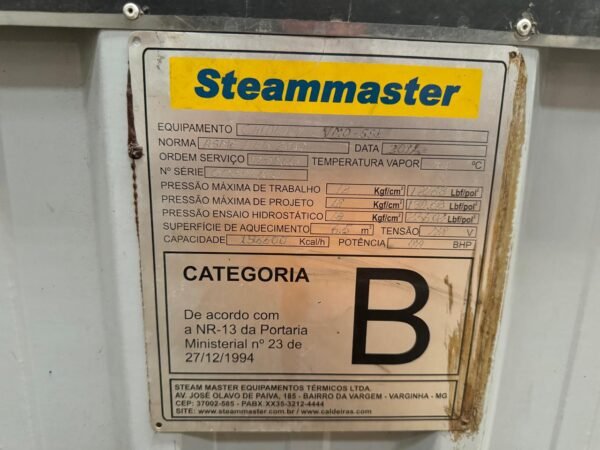 Steammaster
EQUIPAMENTO VMO-SSF
NORMA DATA
ORDEM SERVIÇO TEMPERATURA VAPOR °C
Nº SÉRIE
PRESSÃO MÁXIMA DE TRABALHO Kgf/cm² Lbf/pol²
PRESSÃO MÁXIMA DE PROJETO Kgf/cm² Lbf/pol²
PRESSÃO ENSAIO HIDROSTÁTICO Kgf/cm² Lbf/pol²
SUPERFÍCIE DE AQUECIMENTO m² TENSÃO V
CAPACIDADE Kcal/h POTÊNCIA BHP
CATEGORIA
B
De acordo com
a NR-13 da Portaria
Ministerial nº 23 de
27/12/1994
STEAM MASTER EQUIPAMENTOS TÉRMICOS LTDA.
AV. JOSÉ OLAVO DE PAIVA, 185 - BAIRRO DA VARGEM - VARGINHA - MG
CEP: 37002-585 - PABX XX35-3212-4444
SITE: www.steammaster.com.br / www.caldeiras.com